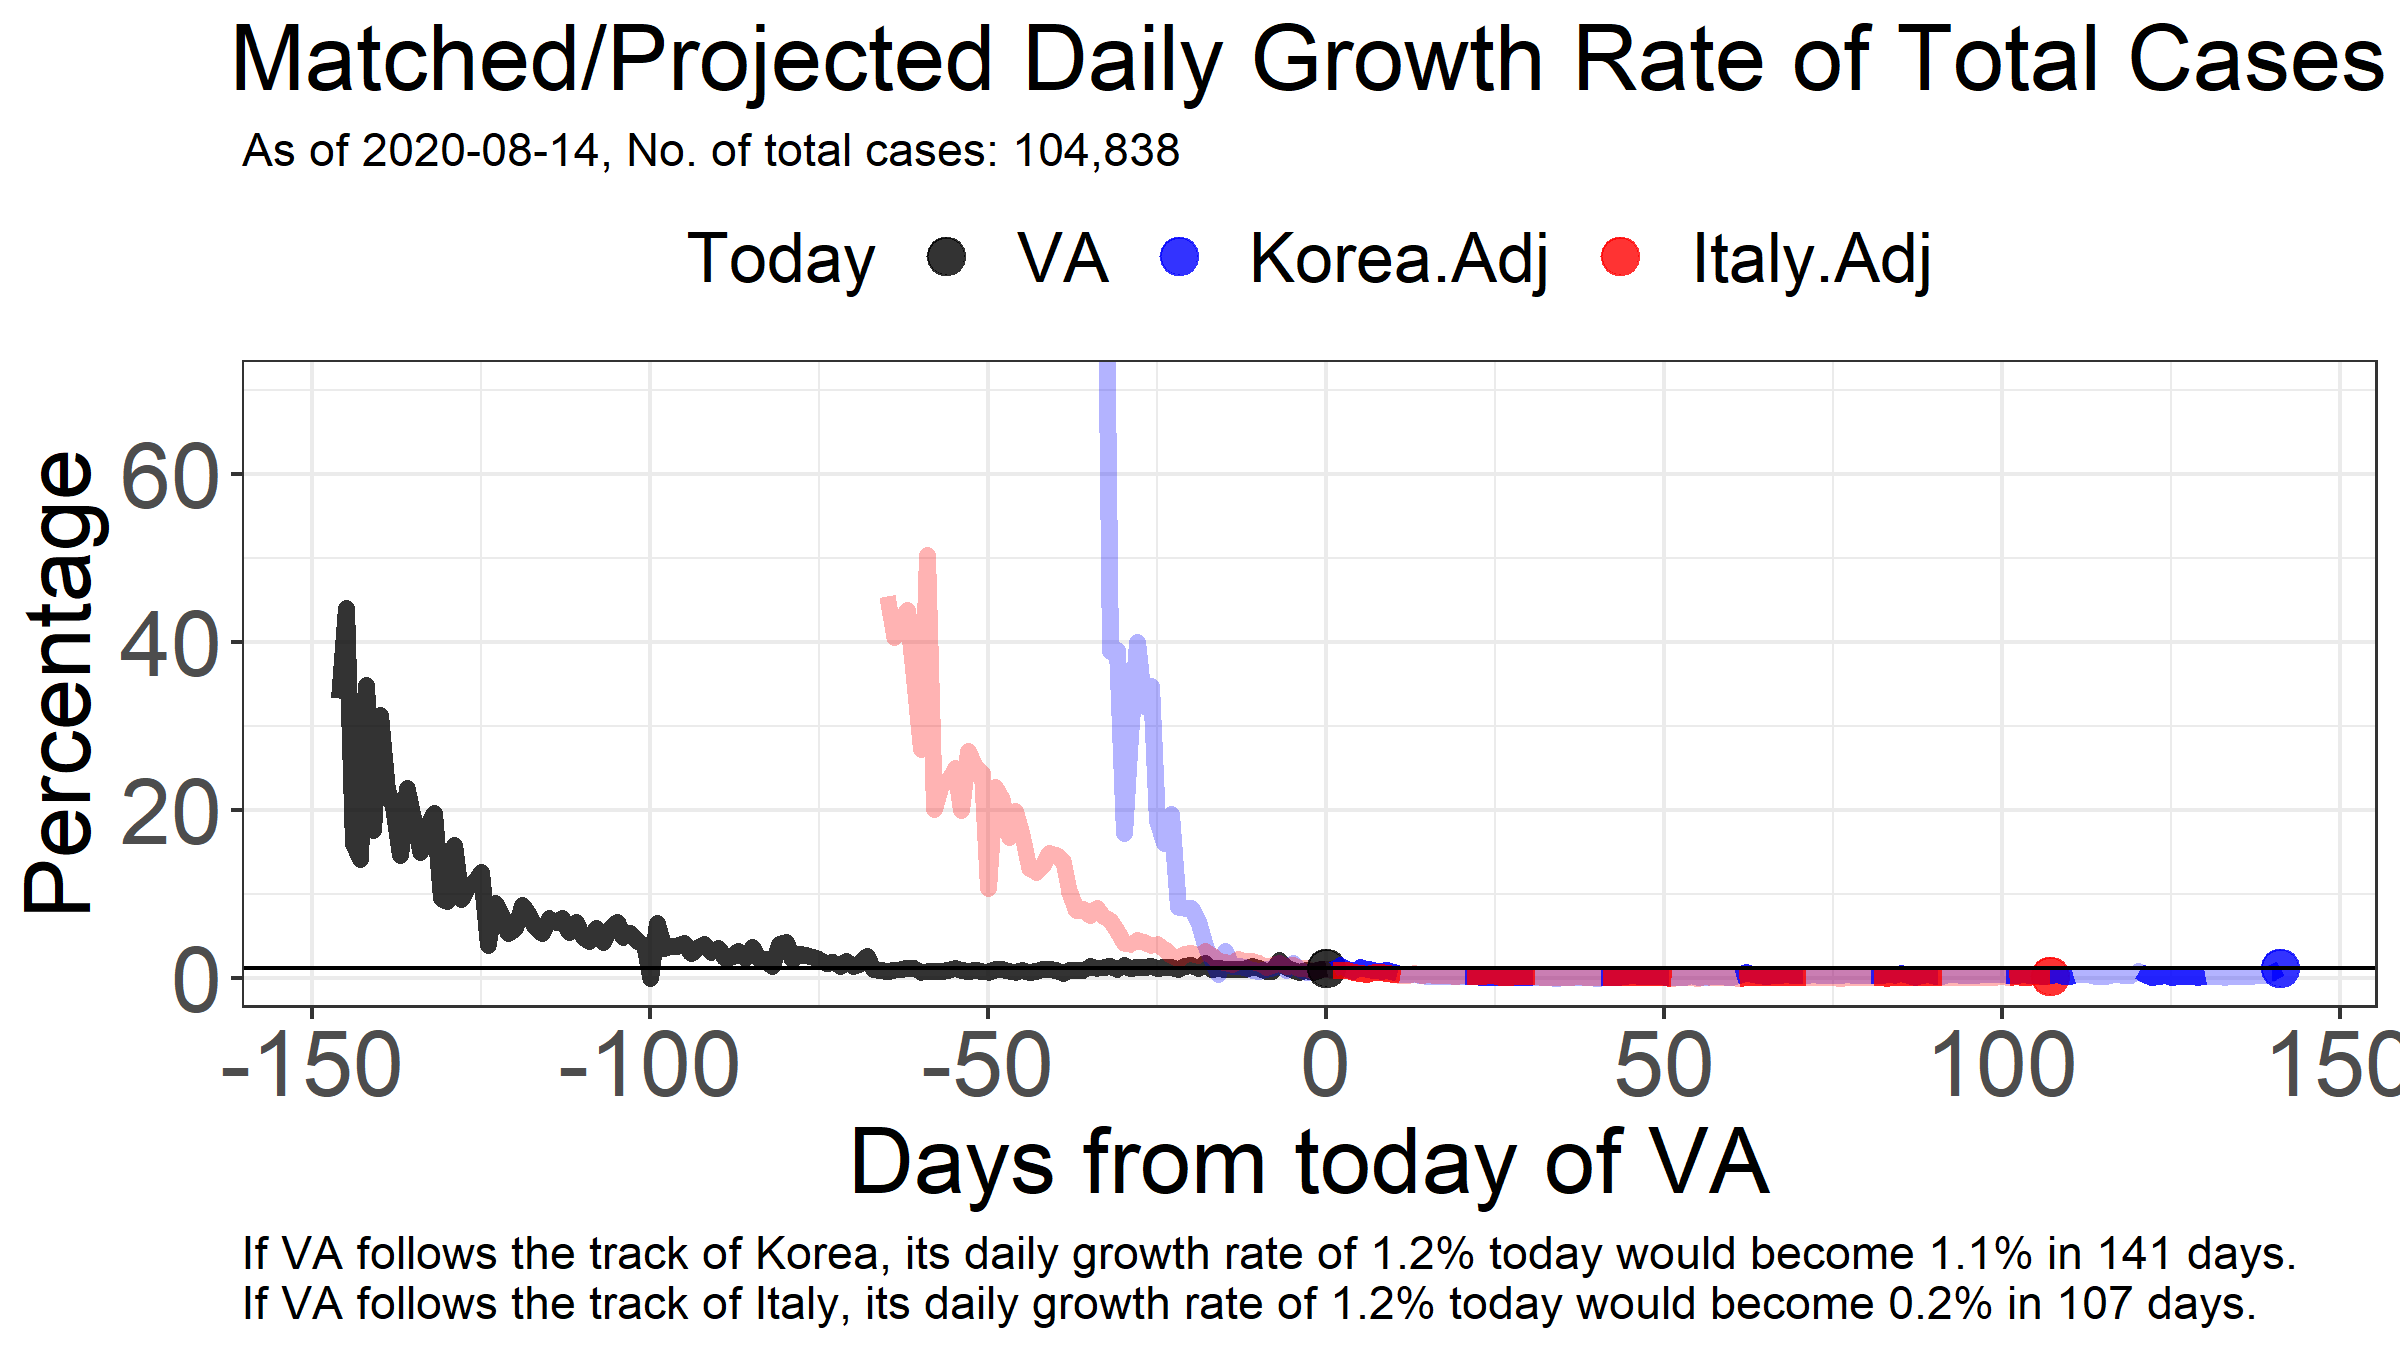 Matched/Projected Daily Growth Rate of Total Cases
As of 2020-08-14, No. of total cases: 104,838
Today VA Korea.Adj Italy.Adj
Percentage
60
40
20
0
-150 -100 -50 0 50 100 150
Days from today of VA
If VA follows the track of Korea, its daily growth rate of 1.2% today would become 1.1% in 141 days.
If VA follows the track of Italy, its daily growth rate of 1.2% today would become 0.2% in 107 days.